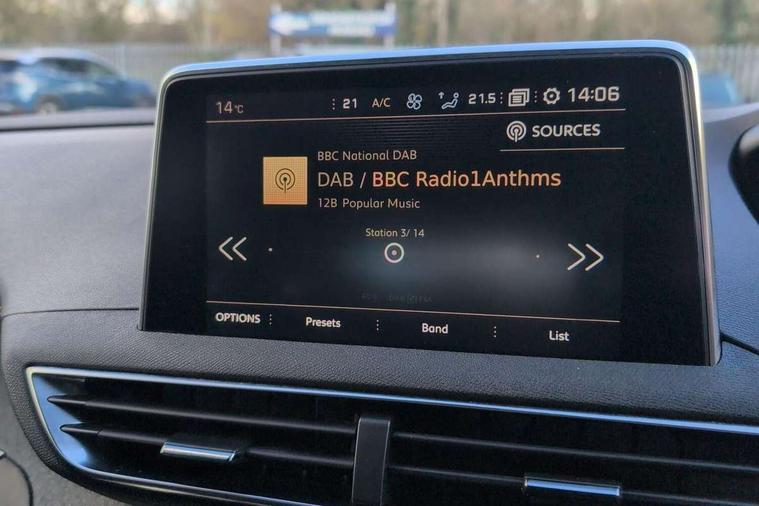 14°C 21 A/C 21.5 14:06
SOURCES
BBC National DAB
DAB / BBC Radio1Anthms
12B Popular Music
Station 3/ 14
OPTIONS Presets Band List